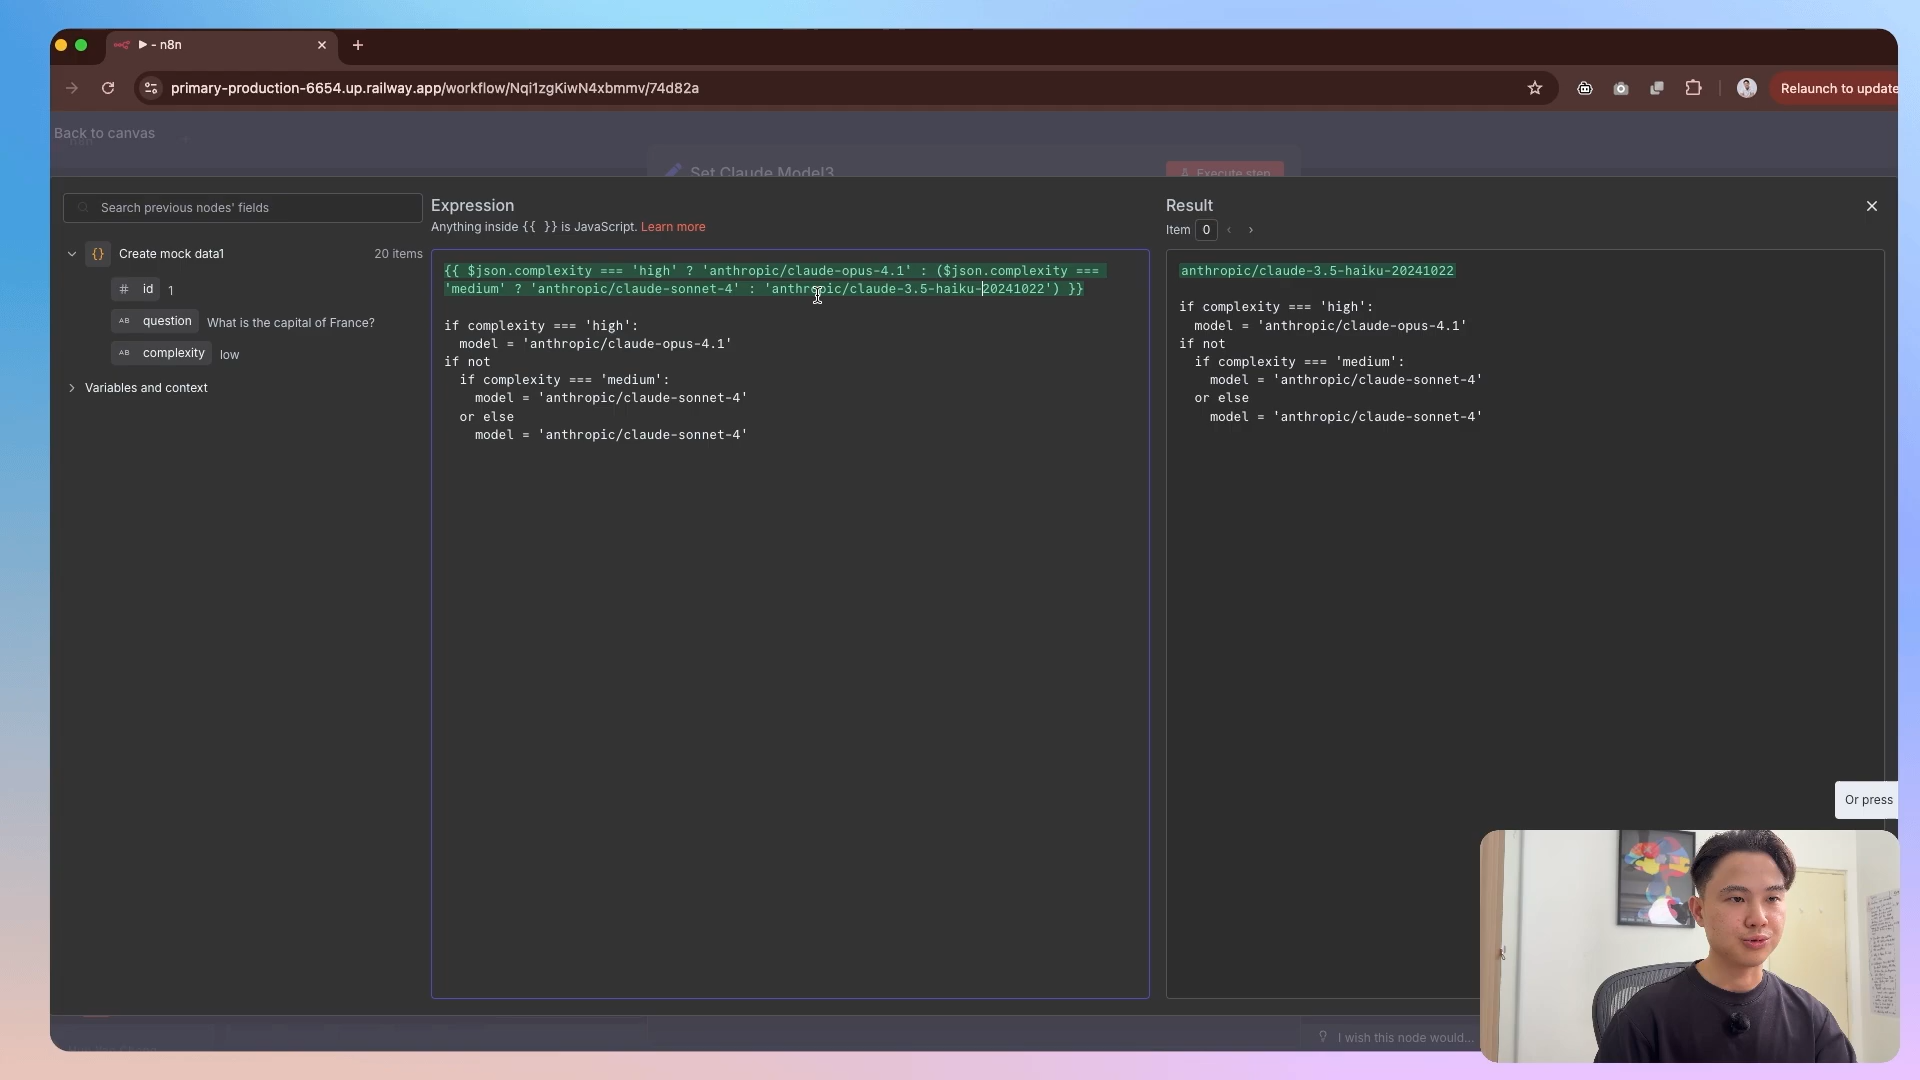 ▶ - n8n
primary-production-6654.up.railway.app/workflow/Nqi1zgKiwN4xbmmv/74d82a
Relaunch to update
Back to canvas
Set Claude Model3
Execute step
Search previous nodes' fields
Create mock data1
20 items
# id 1
AB question What is the capital of France?
AB complexity low
Variables and context
Expression
Anything inside {{ }} is JavaScript. Learn more
{{ $json.complexity === 'high' ? 'anthropic/claude-opus-4.1' : ($json.complexity ===
'medium' ? 'anthropic/claude-sonnet-4' : 'anthropic/claude-3.5-haiku-20241022') }}
if complexity === 'high':
model = 'anthropic/claude-opus-4.1'
if not
if complexity === 'medium':
model = 'anthropic/claude-sonnet-4'
or else
model = 'anthropic/claude-sonnet-4'
Result
Item 0
anthropic/claude-3.5-haiku-20241022
if complexity === 'high':
model = 'anthropic/claude-opus-4.1'
if not
if complexity === 'medium':
model = 'anthropic/claude-sonnet-4'
or else
model = 'anthropic/claude-sonnet-4'
Or press
I wish this node would...